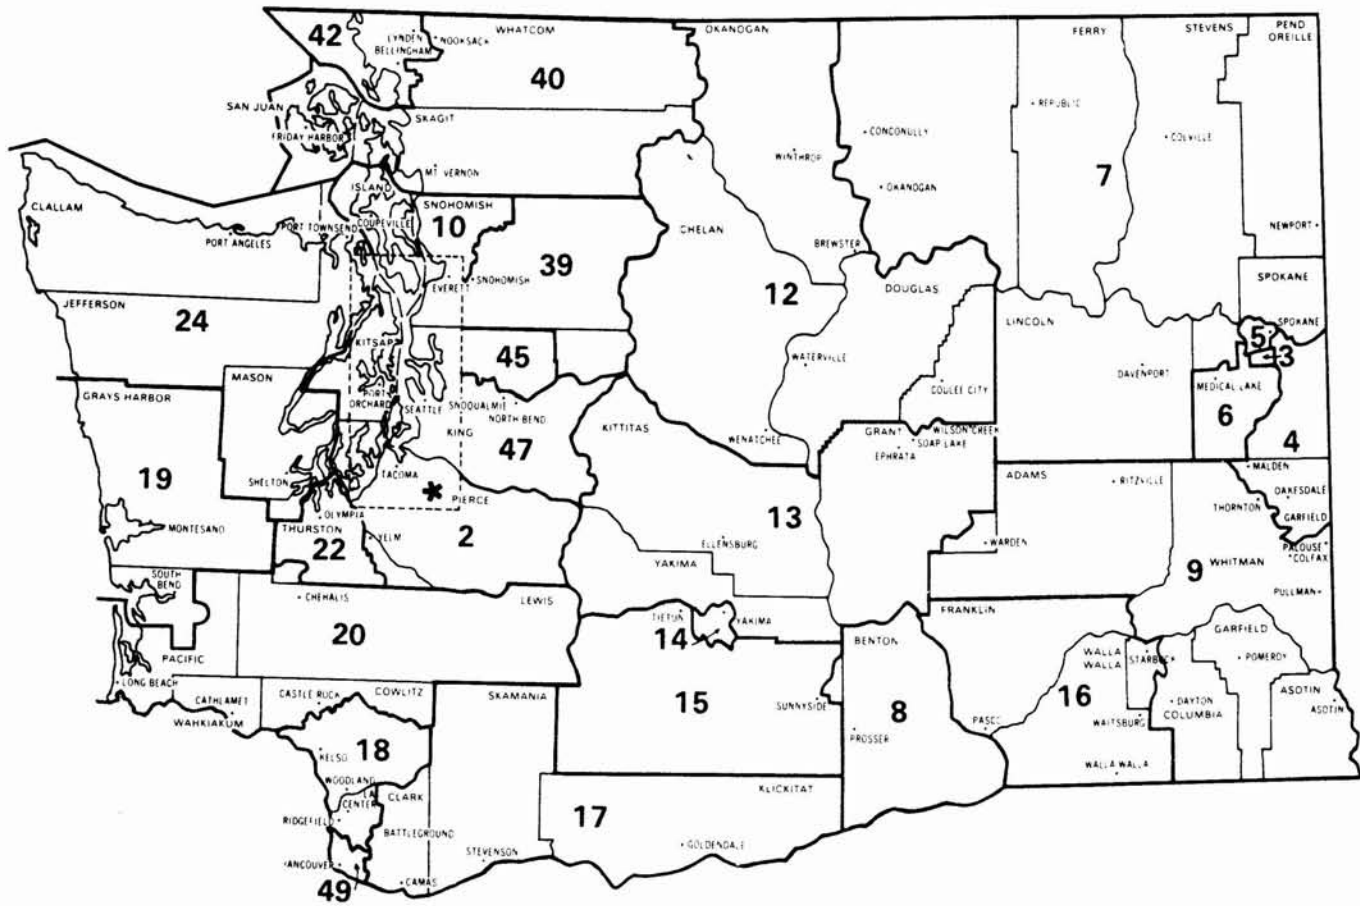 42
LYNDEN
NOOKSACK
BELLINGHAM
WHATCOM
40
OKANOGAN
FERRY
STEVENS
PEND
OREILLE
SAN JUAN
FRIDAY HARBOR
SKAGIT
MT VERNON
CONCONULLY
REPUBLIC
COLVILLE
WINTHROP
OKANOGAN
7
CLALLAM
PORT ANGELES
PORT TOWNSEND
ISLAND
COUPEVILLE
SNOHOMISH
10
39
CHELAN
BREWSTER
NEWPORT
EVERETT
SNOHOMISH
12
DOUGLAS
SPOKANE
JEFFERSON
24
KITSAP
45
WATERVILLE
LINCOLN
SPOKANE
5
3
MASON
PORT
ORCHARD
SEATTLE
SNOQUALMIE
NORTH BEND
COULEE CITY
DAVENPORT
MEDICAL LAKE
6
4
GRAYS HARBOR
KING
47
KITTITAS
WENATCHEE
GRANT
WILSON CREEK
SOAP LAKE
EPHRATA
19
SHELTON
TACOMA
*
PIERCE
ADAMS
RITZVILLE
MALDEN
OAKESDALE
THORNTON
GARFIELD
MONTESANO
OLYMPIA
THURSTON
22
YELM
2
13
ELLENSBURG
WARDEN
PALOUSE
COLFAX
9
WHITMAN
SOUTH
BEND
YAKIMA
PULLMAN
CHEHALIS
LEWIS
20
TIETON
YAKIMA
14
FRANKLIN
BENTON
GARFIELD
PACIFIC
WALLA
WALLA
STARBUCK
POMEROY
LONG BEACH
CATHLAMET
CASTLE ROCK
COWLITZ
SKAMANIA
15
SUNNYSIDE
8
16
DAYTON
COLUMBIA
ASOTIN
ASOTIN
WAHKIAKUM
PASCO
WAITSBURG
18
KELSO
PROSSER
WALLA WALLA
WOODLAND
LA
CENTER
CLARK
KLICKITAT
RIDGEFIELD
BATTLEGROUND
17
GOLDENDALE
VANCOUVER
STEVENSON
49
CAMAS